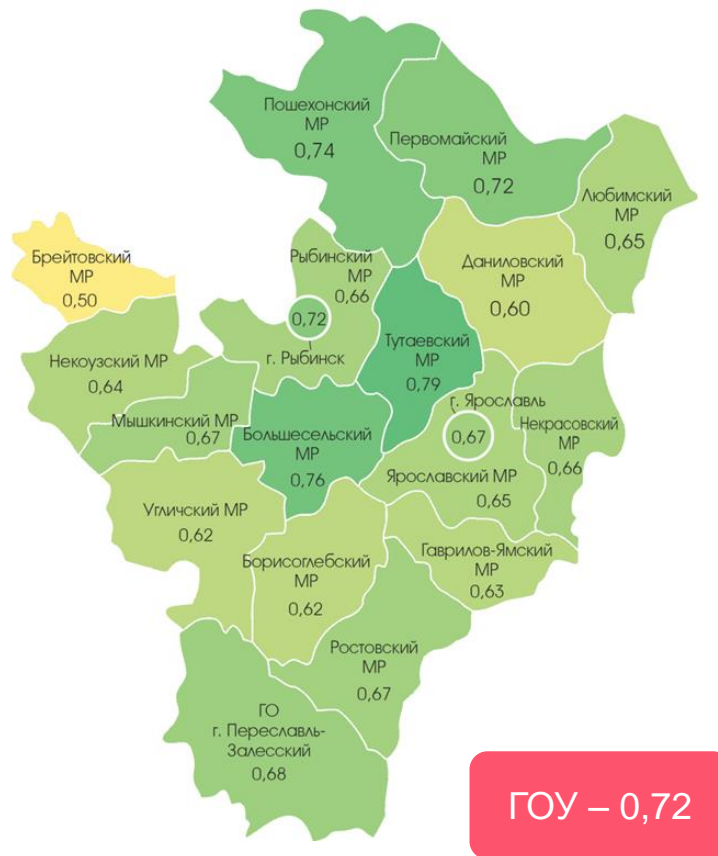 Пошехонский
МР
0,74
Первомайский
МР
0,72
Любимский
МР
0,65
Брейтовский
МР
0,50
Рыбинский
МР
0,66
0,72
г. Рыбинск
Даниловский
МР
0,60
Тутаевский
МР
0,79
Некоузский МР
0,64
Мышкинский МР
0,67
Большесельский
МР
0,76
г. Ярославль
0,67
Ярославский МР
0,65
Некрасовский
МР
0,66
Угличский МР
0,62
Борисоглебский
МР
0,62
Гаврилов-Ямский
МР
0,63
Ростовский
МР
0,67
ГО
г. Переславль-
Залесский
0,68
ГОУ – 0,72